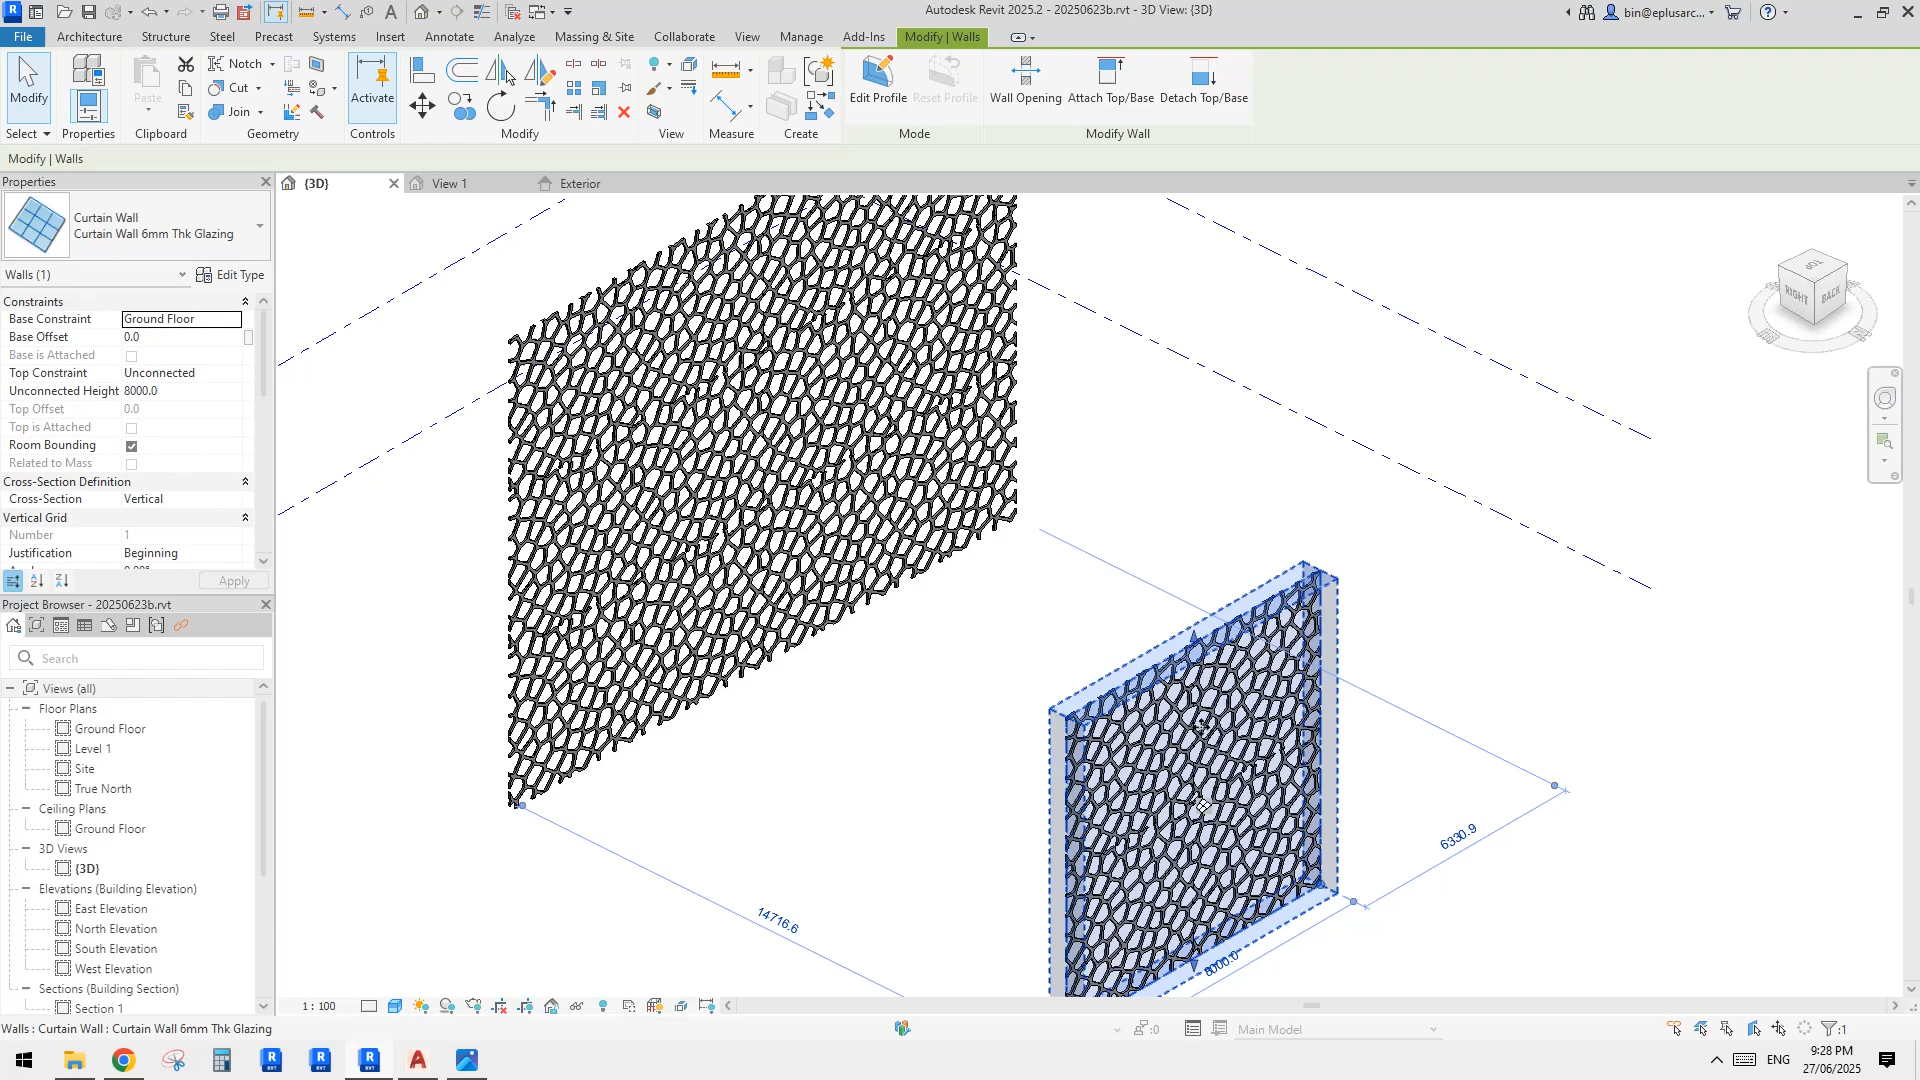 Autodesk Revit 2025.2 - 20250623b.rvt - 3D View: {3D}
bin@eplusarc...
File
Architecture
Structure
Steel
Precast
Systems
Insert
Annotate
Analyze
Massing & Site
Collaborate
View
Manage
Add-Ins
Modify | Walls
Modify
Select
Properties
Paste
Clipboard
Notch
Cut
Join
Geometry
Activate
Controls
Modify
View
Measure
Create
Edit Profile
Reset Profile
Mode
Wall Opening
Attach Top/Base
Detach Top/Base
Modify Wall
Modify | Walls
Properties
Curtain Wall
Curtain Wall 6mm Thk Glazing
Walls (1)
Edit Type
Constraints
Base Constraint
Ground Floor
Base Offset
0.0
Base is Attached
Top Constraint
Unconnected
Unconnected Height
8000.0
Top Offset
0.0
Top is Attached
Room Bounding
Related to Mass
Cross-Section Definition
Cross-Section
Vertical
Vertical Grid
Number
1
Justification
Beginning
Apply
Project Browser - 20250623b.rvt
Search
Views (all)
Floor Plans
Ground Floor
Level 1
Site
True North
Ceiling Plans
Ground Floor
3D Views
{3D}
Elevations (Building Elevation)
East Elevation
North Elevation
South Elevation
West Elevation
Sections (Building Section)
Section 1
{3D}
View 1
Exterior
TOP
RIGHT
BACK
14716.6
8000.0
6330.9
1 : 100
Walls : Curtain Wall : Curtain Wall 6mm Thk Glazing
:0
Main Model
:1
ENG
9:28 PM
27/06/2025